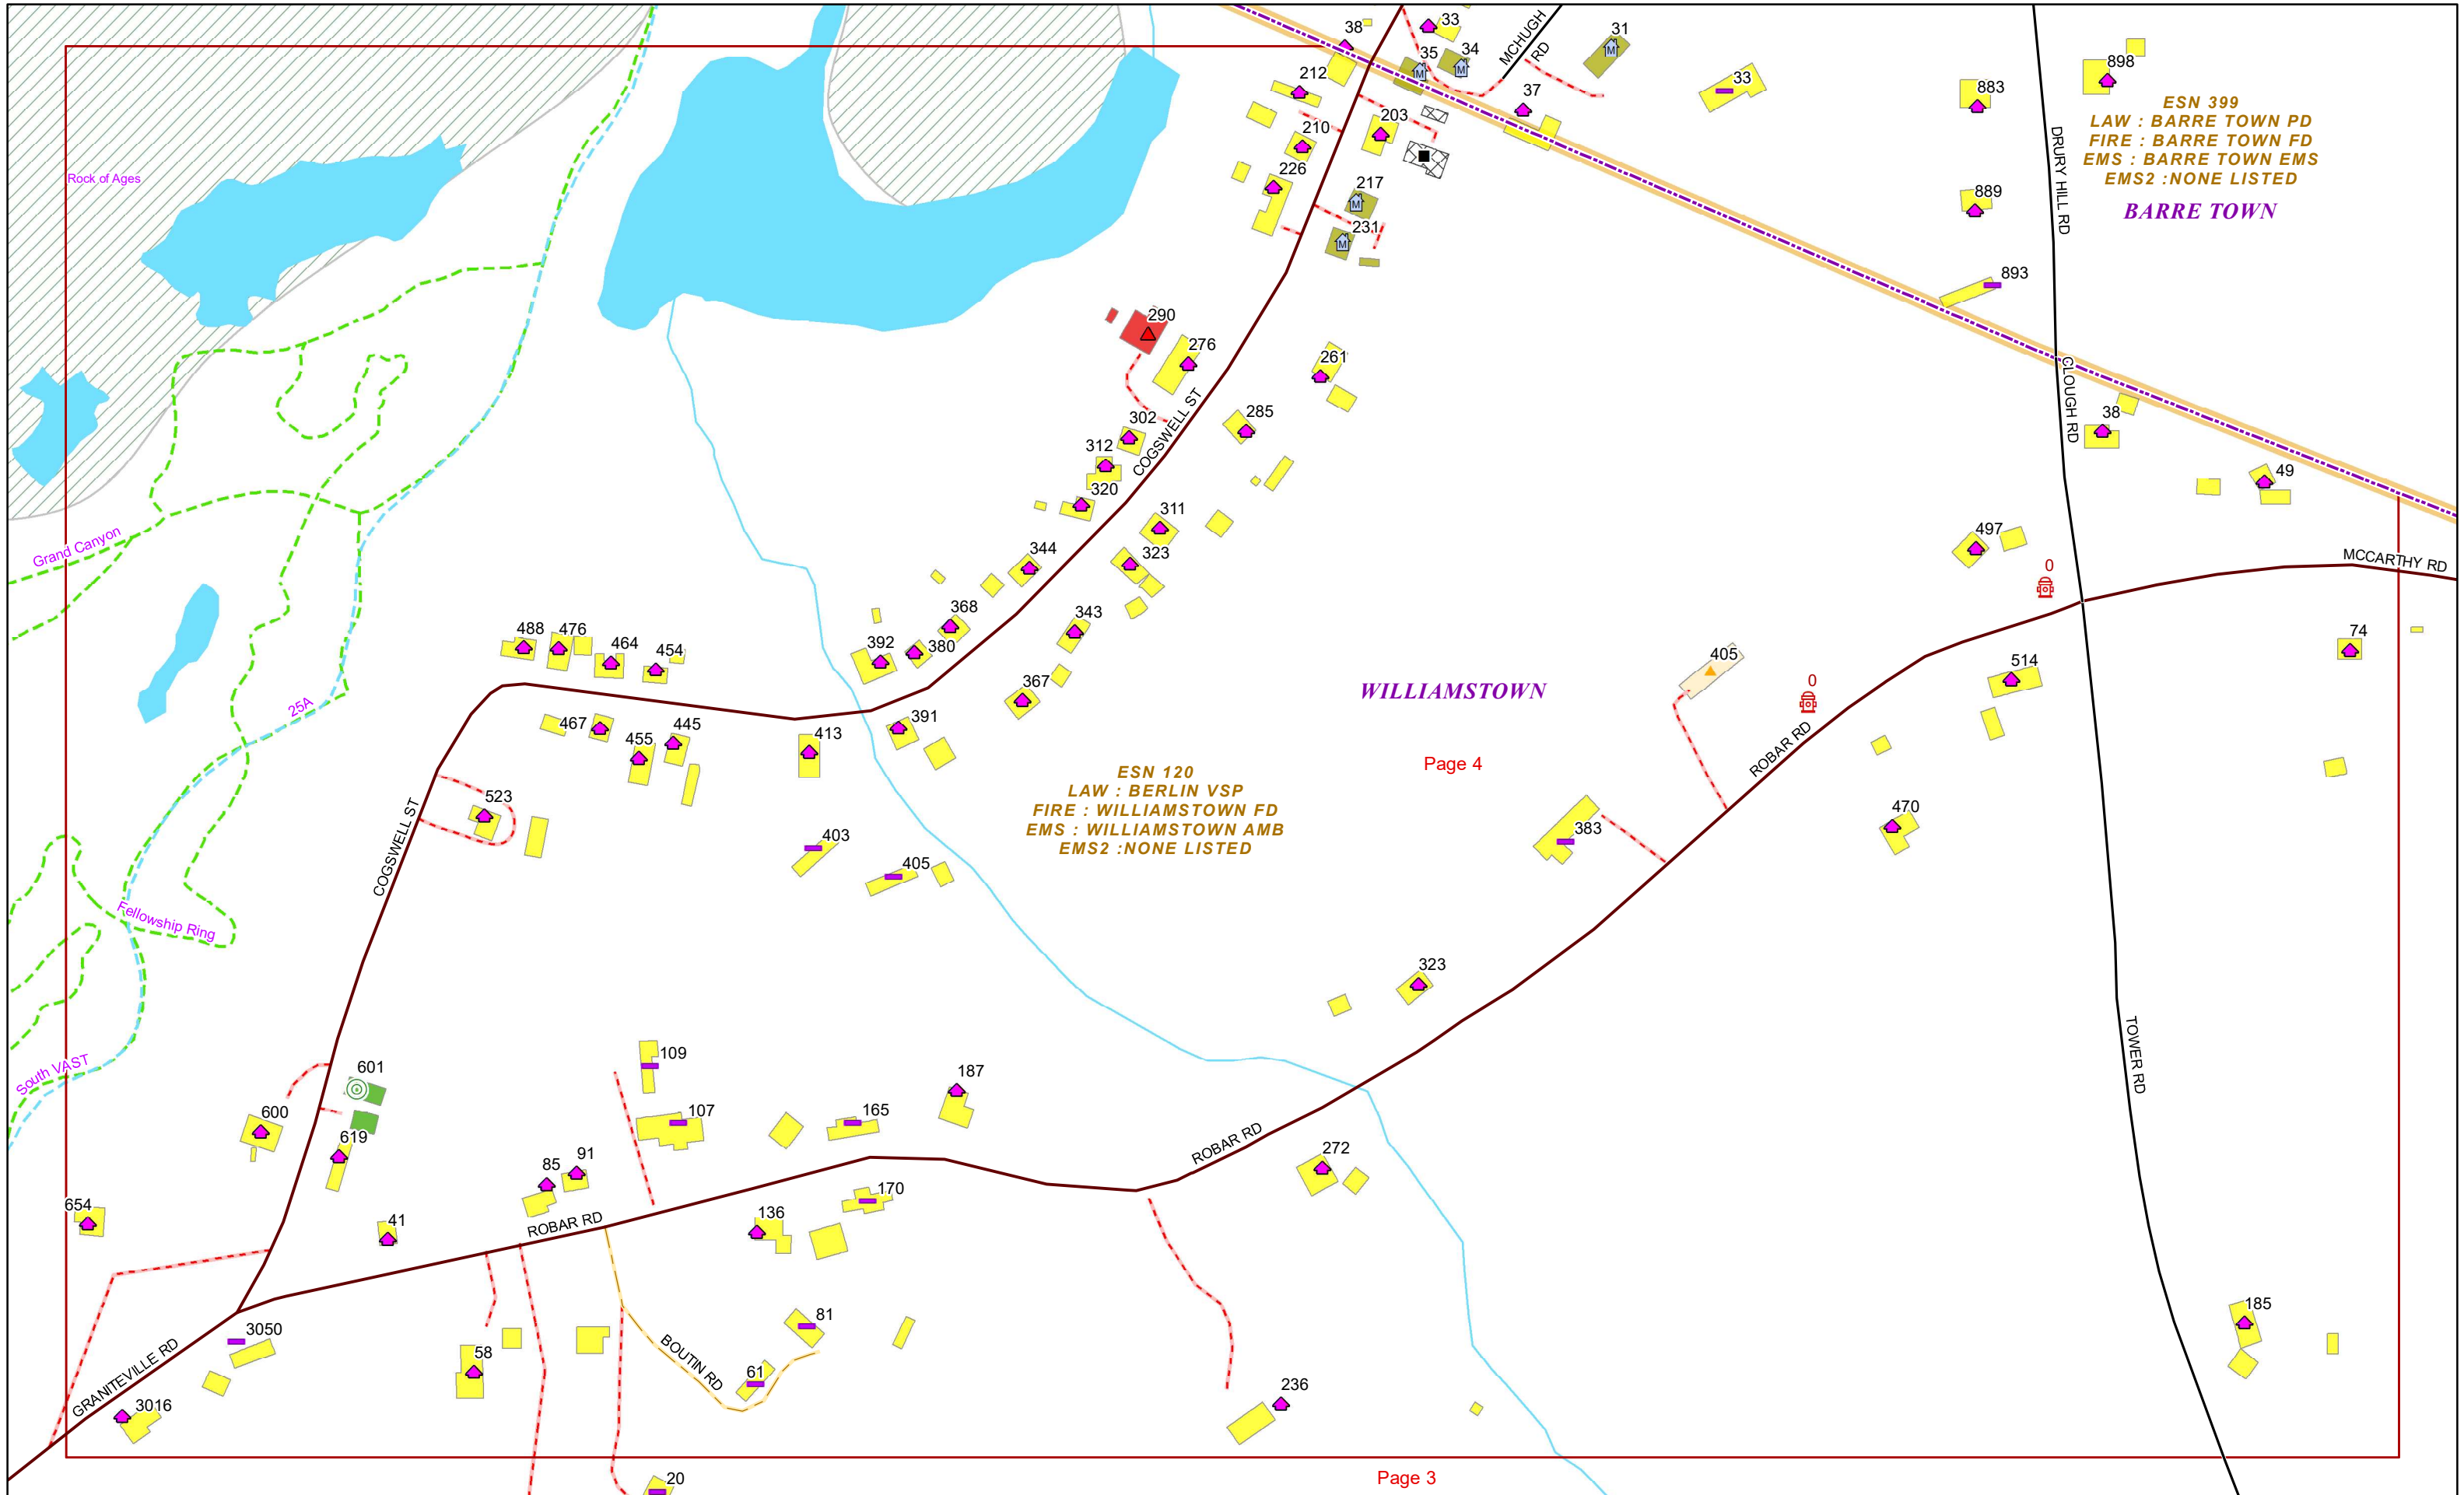 38
33
MCHUGH
RD
31
35
34
33
212
37
203
210
226
217
231
898
883
ESN 399
LAW : BARRE TOWN PD
FIRE : BARRE TOWN FD
EMS : BARRE TOWN EMS
EMS2 :NONE LISTED
BARRE TOWN
DRURY HILL RD
889
893
Rock of Ages
290
276
261
302
285
312
COGSWELL ST
320
311
323
344
343
368
380
392
367
391
CLOUGH RD
38
49
497
0
MCCARTHY RD
74
514
405
0
WILLIAMSTOWN
Page 4
ROBAR RD
470
383
Grand Canyon
25A
488
476
464
454
467
455
445
413
523
COGSWELL ST
403
405
ESN 120
LAW : BERLIN VSP
FIRE : WILLIAMSTOWN FD
EMS : WILLIAMSTOWN AMB
EMS2 :NONE LISTED
Fellowship Ring
South VAST
323
TOWER RD
601
600
619
109
107
165
187
ROBAR RD
272
654
41
85
91
ROBAR RD
136
170
3050
GRANITEVILLE RD
3016
58
BOUTIN RD
81
61
236
185
20
Page 3
M
M
M
M
M